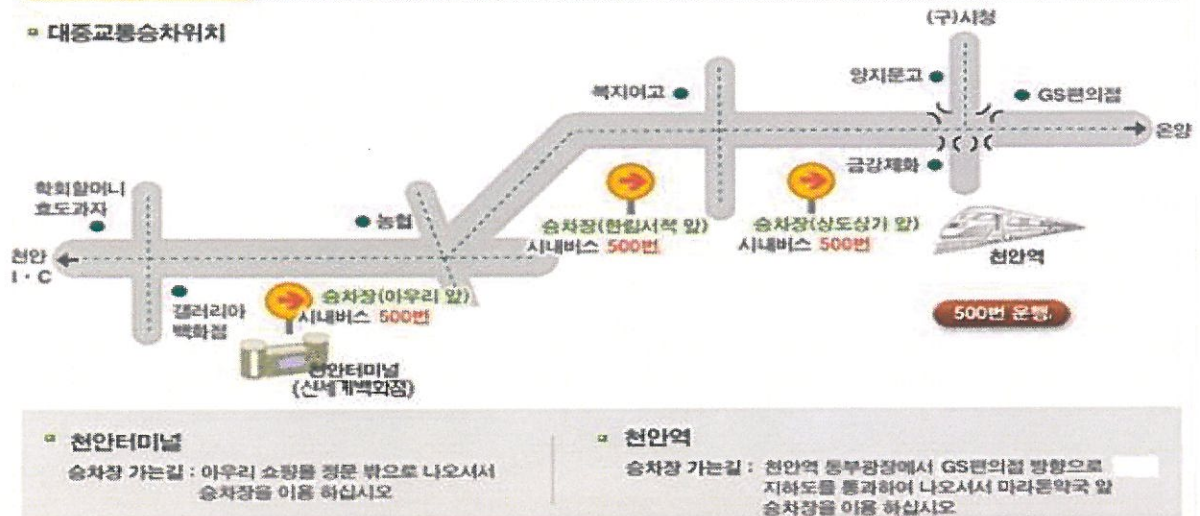 대중교통승차위치
(구)시청
양지문고
복지여고
GS편의점
온양
금강제화
학회할머니
효도과자
농협
승차장(한림서적 앞)
시내버스 500번
승차장(상도상가 앞)
시내버스 500번
천안역
천안
I·C
갤러리아
백화점
승차장(아우리 앞)
시내버스 500번
500번 운행.
천안터미널
(신세계백화점)
천안터미널
승차장 가는길 : 아우리 쇼핑몰 정문 밖으로 나오셔서
승차장을 이용 하십시오
천안역
승차장 가는길 : 천안역 동부광장에서 GS편의점 방향으로
지하도를 통과하여 나오셔서 마라톤약국 앞
승차장을 이용 하십시오